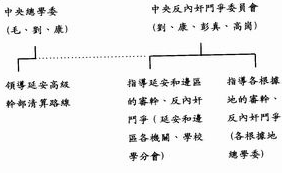 中央總學委
(毛、劉、康)
中央反內奸鬥爭委員會
(劉、康、彭真、高崗)
領導延安高級
幹部清算路線
指導延安和邊區
的審幹、反內奸
鬥爭(延安和邊
區各機關、學校
學分會)
指導各根據
地的審幹、
反內奸鬥爭
(各根據地
總學委)